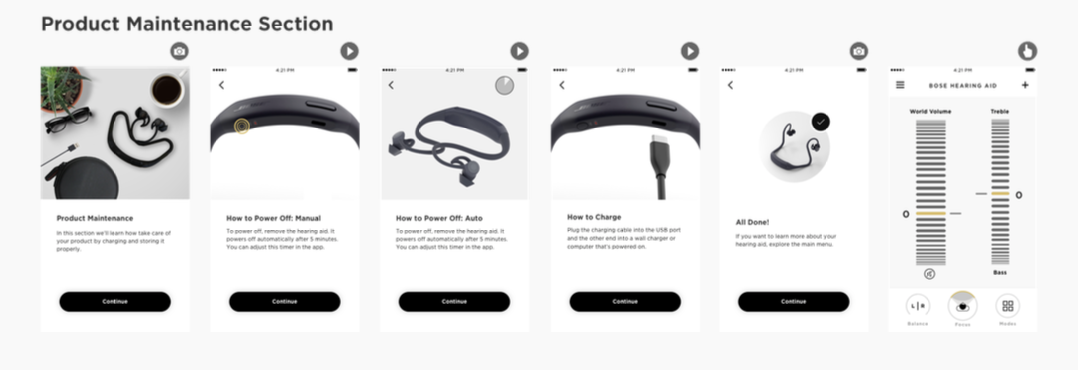 Product Maintenance Section
4:21 PM
4:21 PM
4:21 PM
4:21 PM
4:21 PM
BOSE HEARING AID
World Volume
Treble
0
0
Bass
Product Maintenance
In this section we'll learn how take care of
your product by charging and storing it
properly.
Continue
How to Power Off: Manual
To power off, remove the hearing aid. It
powers off automatically after 5 minutes.
You can adjust this timer in the app.
Continue
How to Power Off: Auto
To power off, remove the hearing aid. It
powers off automatically after 5 minutes.
You can adjust this timer in the app.
Continue
How to Charge
Plug the charging cable into the USB port
and the other end into a wall charger or
computer that's powered on.
Continue
All Done!
If you want to learn more about your
hearing aid, explore the main menu.
Continue
L R
Balance
Focus
Modes